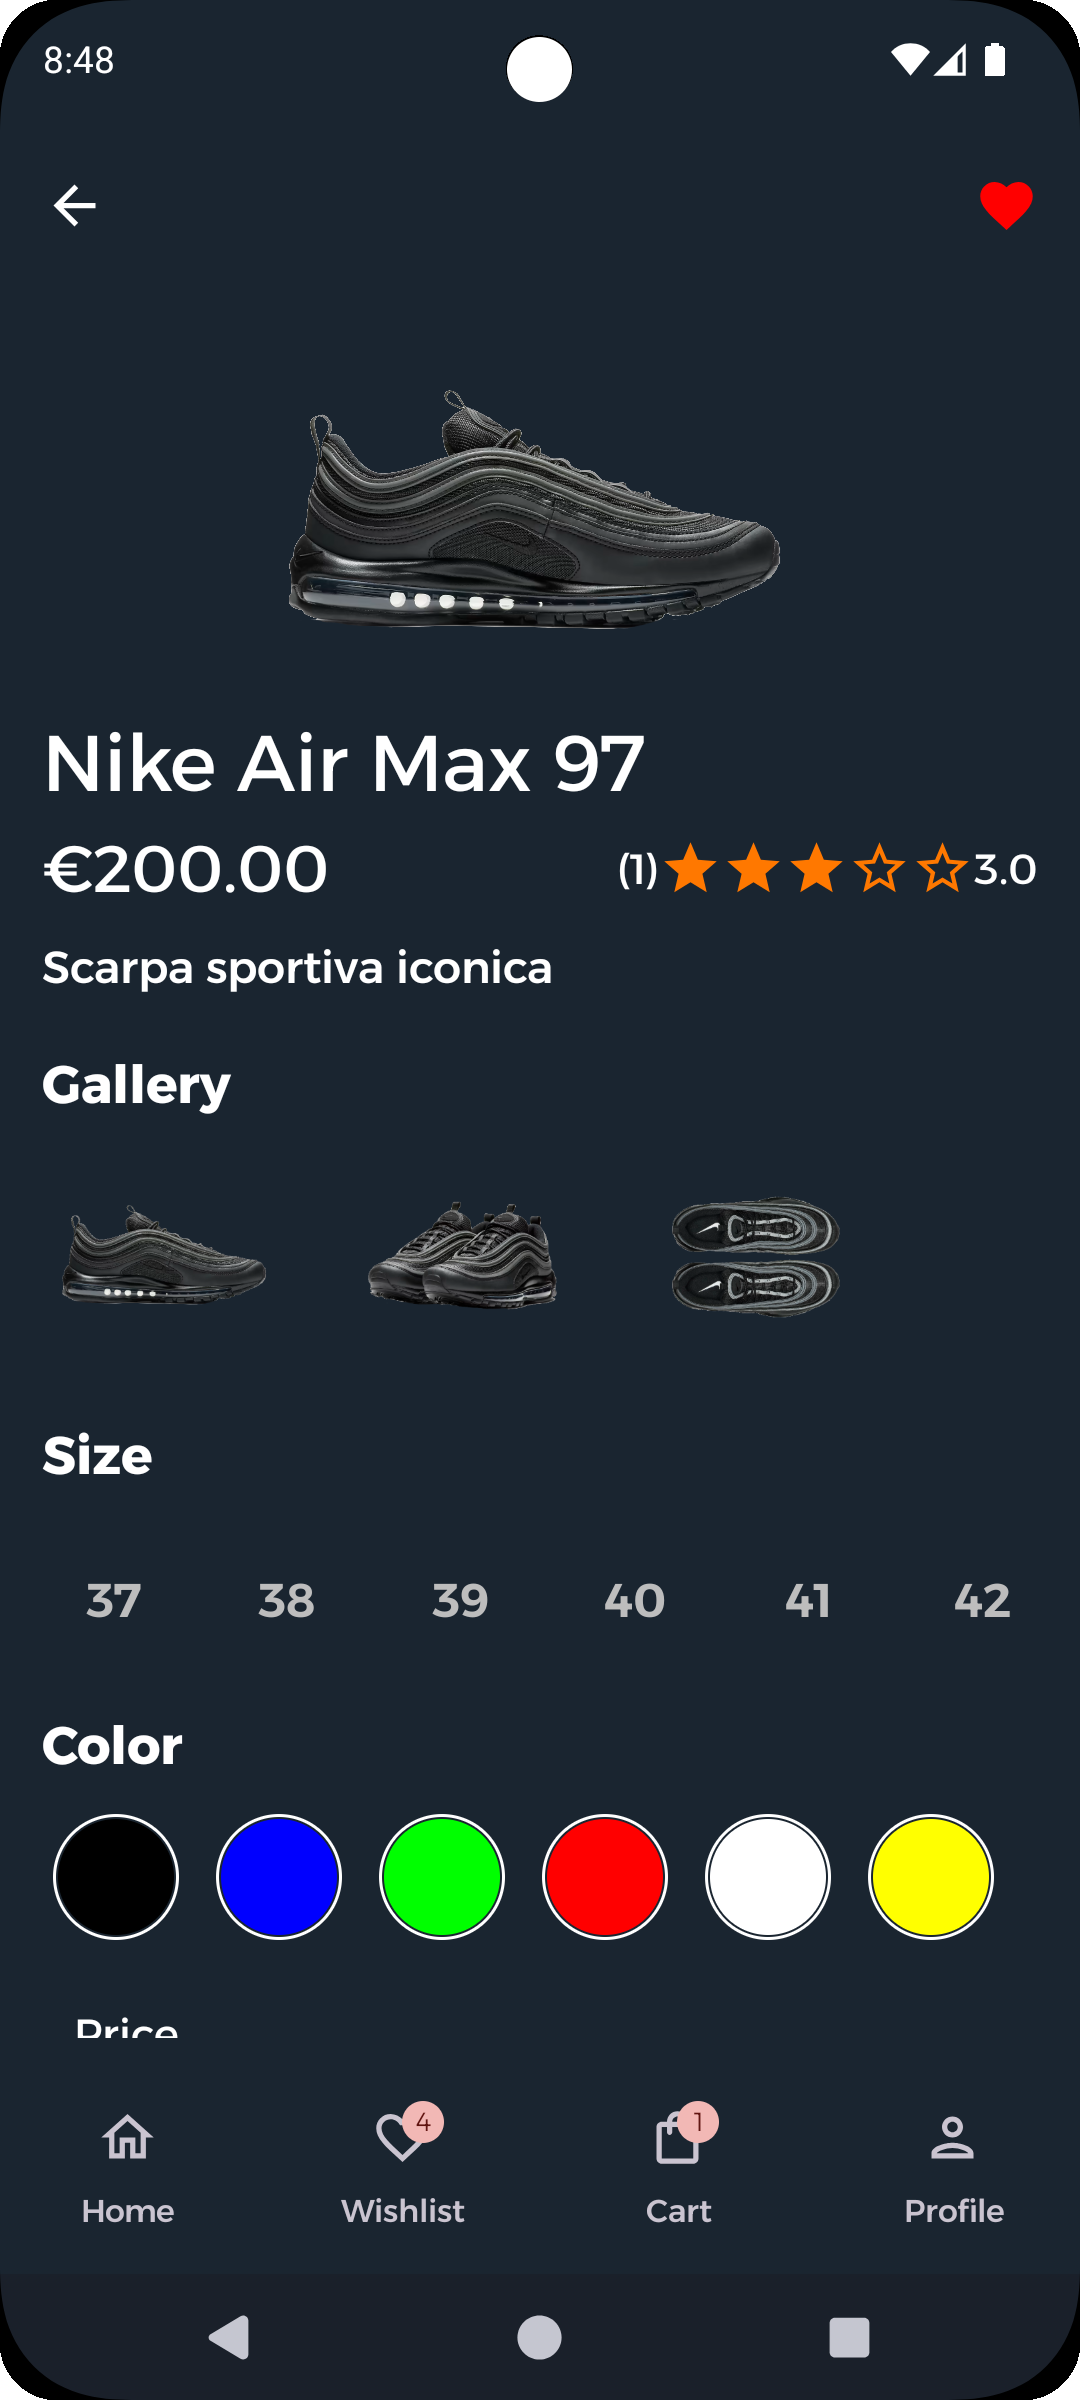 8:48
Nike Air Max 97
€200.00 (1) 3.0
Scarpa sportiva iconica
Gallery
Size
37 38 39 40 41 42
Color
Price
4 1
Home Wishlist Cart Profile